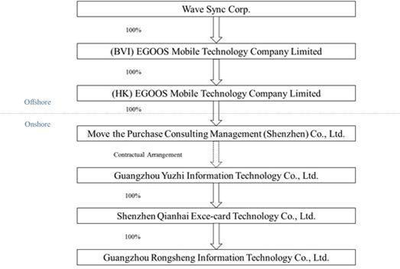 Wave Sync Corp.
100%
(BVI) EGOOS Mobile Technology Company Limited
100%
(HK) EGOOS Mobile Technology Company Limited
Offshore
100%
Onshore
Move the Purchase Consulting Management (Shenzhen) Co., Ltd.
Contractual Arrangement
Guangzhou Yuzhi Information Technology Co., Ltd.
100%
Shenzhen Qianhai Exce-card Technology Co., Ltd.
100%
Guangzhou Rongsheng Information Technology Co., Ltd.